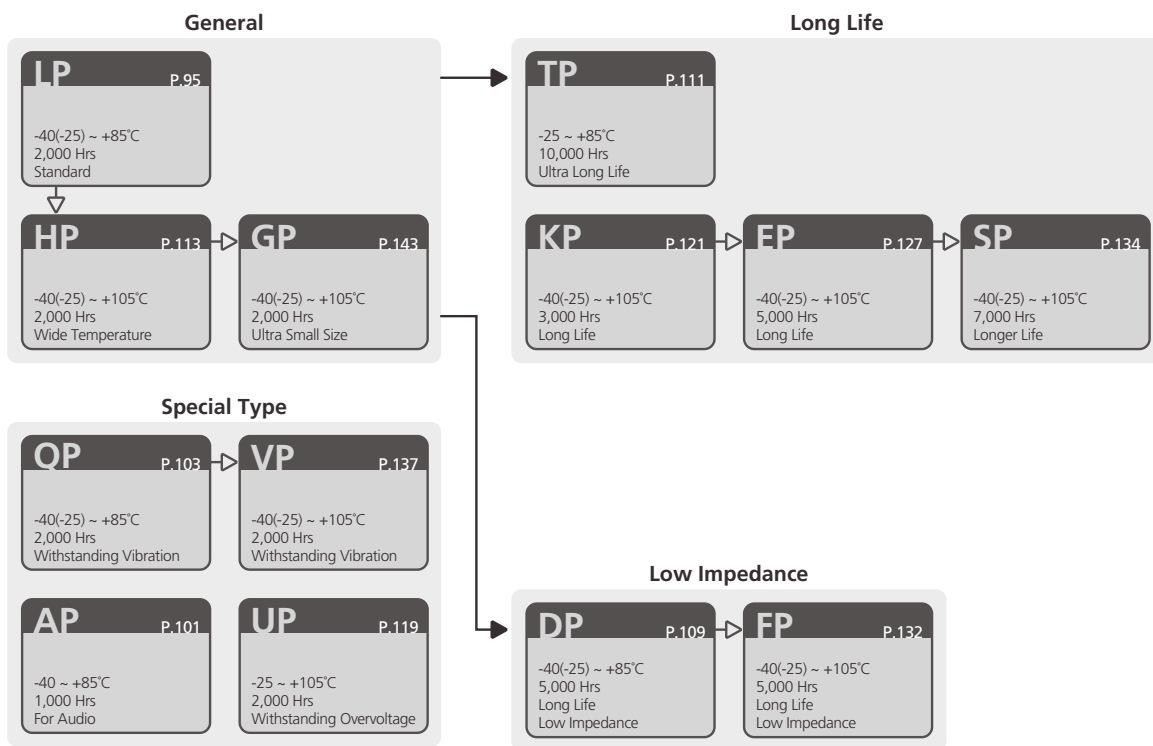 General
LP P.95
-40(-25) ~ +85℃
2,000 Hrs
Standard
HP P.113
-40(-25) ~ +105℃
2,000 Hrs
Wide Temperature
GP P.143
-40(-25) ~ +105℃
2,000 Hrs
Ultra Small Size
Long Life
TP P.111
-25 ~ +85℃
10,000 Hrs
Ultra Long Life
KP P.121
-40(-25) ~ +105℃
3,000 Hrs
Long Life
EP P.127
-40(-25) ~ +105℃
5,000 Hrs
Long Life
SP P.134
-40(-25) ~ +105℃
7,000 Hrs
Longer Life
Special Type
QP P.103
-40(-25) ~ +85℃
2,000 Hrs
Withstanding Vibration
VP P.137
-40(-25) ~ +105℃
2,000 Hrs
Withstanding Vibration
AP P.101
-40 ~ +85℃
1,000 Hrs
For Audio
UP P.119
-25 ~ +105℃
2,000 Hrs
Withstanding Overvoltage
Low Impedance
DP P.109
-40(-25) ~ +85℃
5,000 Hrs
Long Life
Low Impedance
FP P.132
-40(-25) ~ +105℃
5,000 Hrs
Long Life
Low Impedance